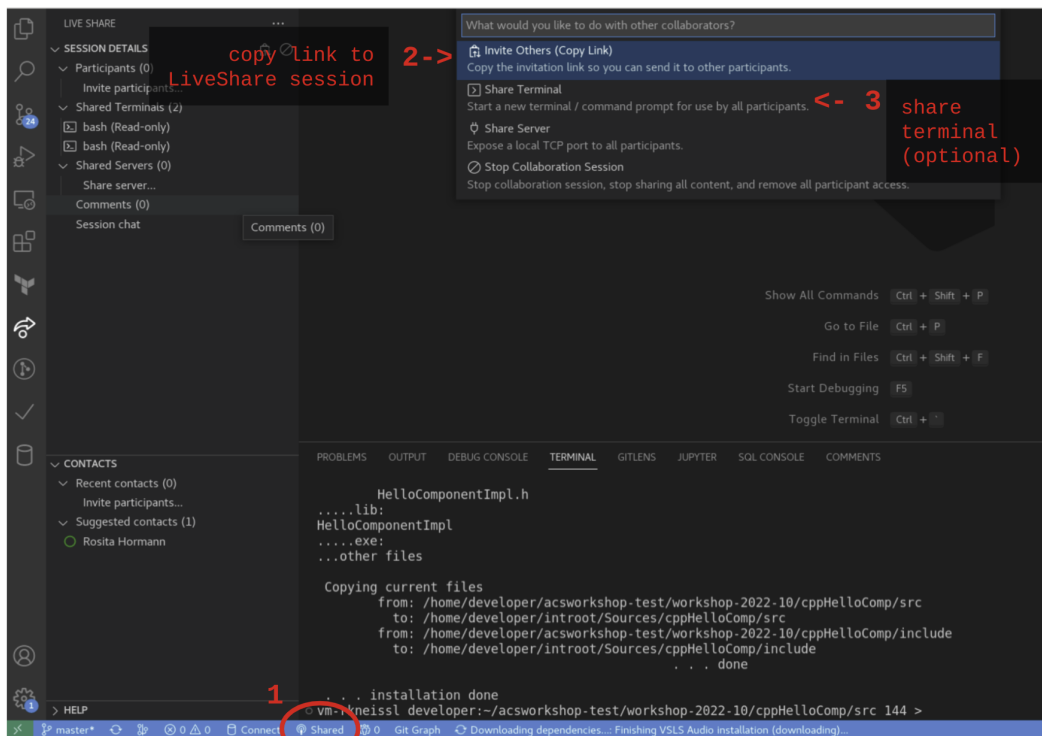 LIVE SHARE
...
SESSION DETAILS
Participants (0)
Invite participants...
Shared Terminals (2)
bash (Read-only)
bash (Read-only)
Shared Servers (0)
Share server...
Comments (0)
Session chat
Comments (0)
copy link to
LiveShare session
2->
What would you like to do with other collaborators?
Invite Others (Copy Link)
Copy the invitation link so you can send it to other participants.
Share Terminal
Start a new terminal / command prompt for use by all participants.
Share Server
Expose a local TCP port to all participants.
Stop Collaboration Session
Stop collaboration session, stop sharing all content, and remove all participant access.
<- 3
share
terminal
(optional)
24
Show All Commands Ctrl + Shift + P
Go to File Ctrl + P
Find in Files Ctrl + Shift + F
Start Debugging F5
Toggle Terminal Ctrl + `
CONTACTS
Recent contacts (0)
Invite participants...
Suggested contacts (1)
Rosita Hormann
HELP
PROBLEMS OUTPUT DEBUG CONSOLE TERMINAL GITLENS JUPYTER SQL CONSOLE COMMENTS
HelloComponentImpl.h
.....lib:
HelloComponentImpl
.....exe:
...other files
Copying current files
from: /home/developer/acsworkshop-test/workshop-2022-10/cppHelloComp/src
to: /home/developer/introot/Sources/cppHelloComp/src
from: /home/developer/acsworkshop-test/workshop-2022-10/cppHelloComp/include
to: /home/developer/introot/Sources/cppHelloComp/include
. . . done
. . . installation done
developer:~/acsworkshop-test/workshop-2022-10/cppHelloComp/src 144 >
1
1
master* 0 0 Connect Shared 0 Git Graph Downloading dependencies...: Finishing VSLS Audio installation (downloading)...